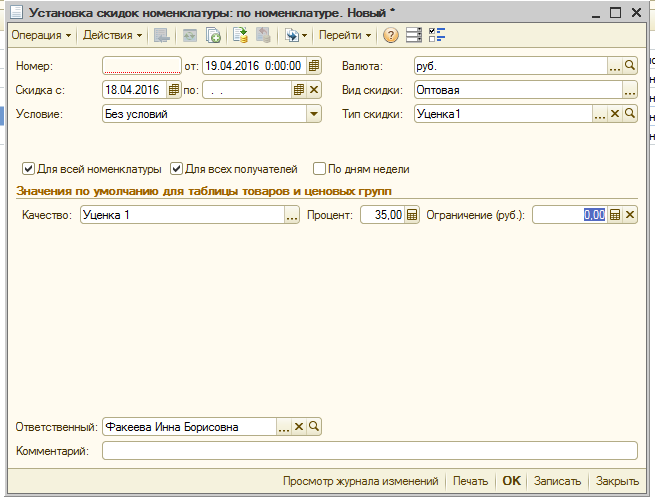 Установка скидок номенклатуры: по номенклатуре. Новый *
Операция Действия Перейти
Номер: от: 19.04.2016 0:00:00 Валюта: руб.
Скидка с: 18.04.2016 по: . . Вид скидки: Оптовая
Условие: Без условий Тип скидки: Уценка1
Для всей номенклатуры Для всех получателей По дням недели
Значения по умолчанию для таблицы товаров и ценовых групп
Качество: Уценка 1 Процент: 35,00 Ограничение (руб.): 0,00
Ответственный: Факеева Инна Борисовна
Комментарий:
Просмотр журнала изменений Печать OK Записать Закрыть